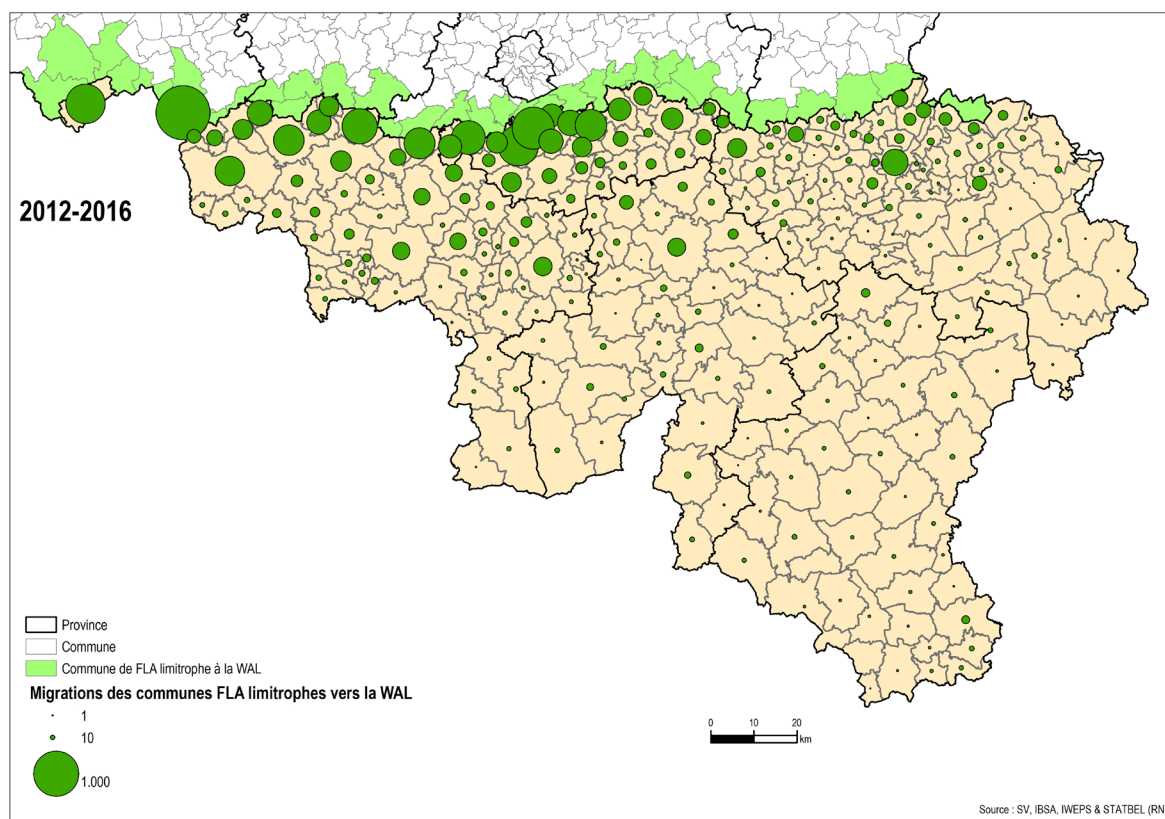 2012-2016
Province
Commune
Commune de FLA limitrophe à la WAL
Migrations des communes FLA limitrophes vers la WAL
1
10
1.000
0 10 20
km
Source : SV, IBSA, IWEPS & STATBEL (RN